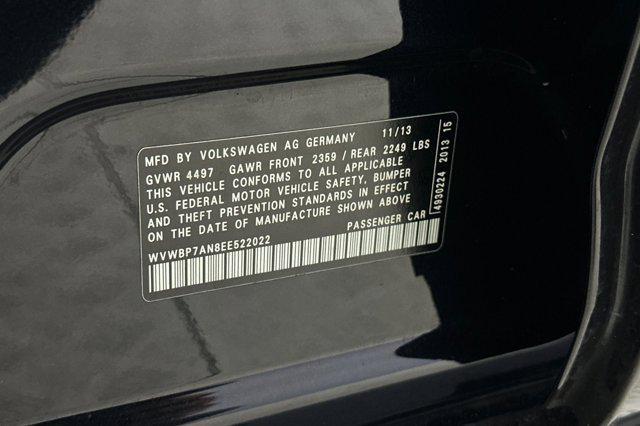 MFD BY VOLKSWAGEN AG GERMANY 11/13
GVWR 4497 GAWR FRONT 2359 / REAR 2249 LBS
THIS VEHICLE CONFORMS TO ALL APPLICABLE
U.S. FEDERAL MOTOR VEHICLE SAFETY, BUMPER
AND THEFT PREVENTION STANDARDS IN EFFECT
ON THE DATE OF MANUFACTURE SHOWN ABOVE
WVWBP7AN8EE522022 PASSENGER CAR
4930224 2013 15